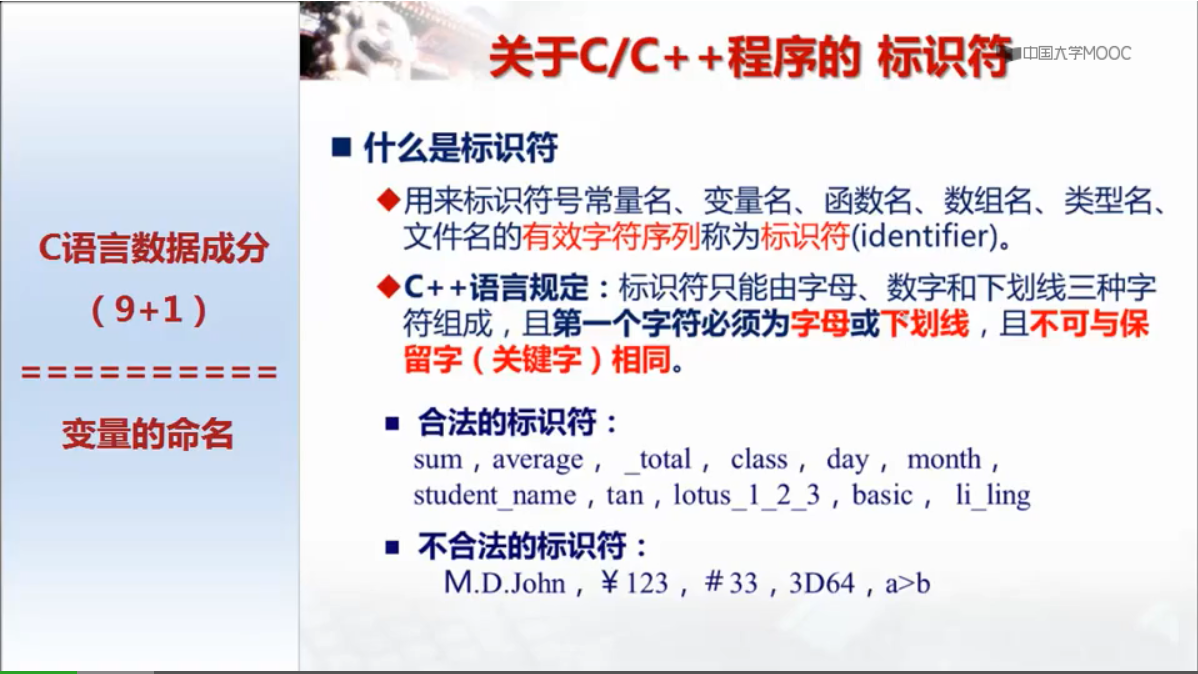 关于C/C++程序的 标识符
中国大学MOOC
C语言数据成分
（9+1）
==========
变量的命名
■ 什么是标识符
◆用来标识符号常量名、变量名、函数名、数组名、类型名、
文件名的有效字符序列称为标识符(identifier)。
◆C++语言规定：标识符只能由字母、数字和下划线三种字
符组成，且第一个字符必须为字母或下划线，且不可与保
留字（关键字）相同。
■ 合法的标识符：
sum，average， _total， class， day， month，
student_name，tan，lotus_1_2_3，basic， li_ling
■ 不合法的标识符：
M.D.John，￥123，＃33，3D64，a>b